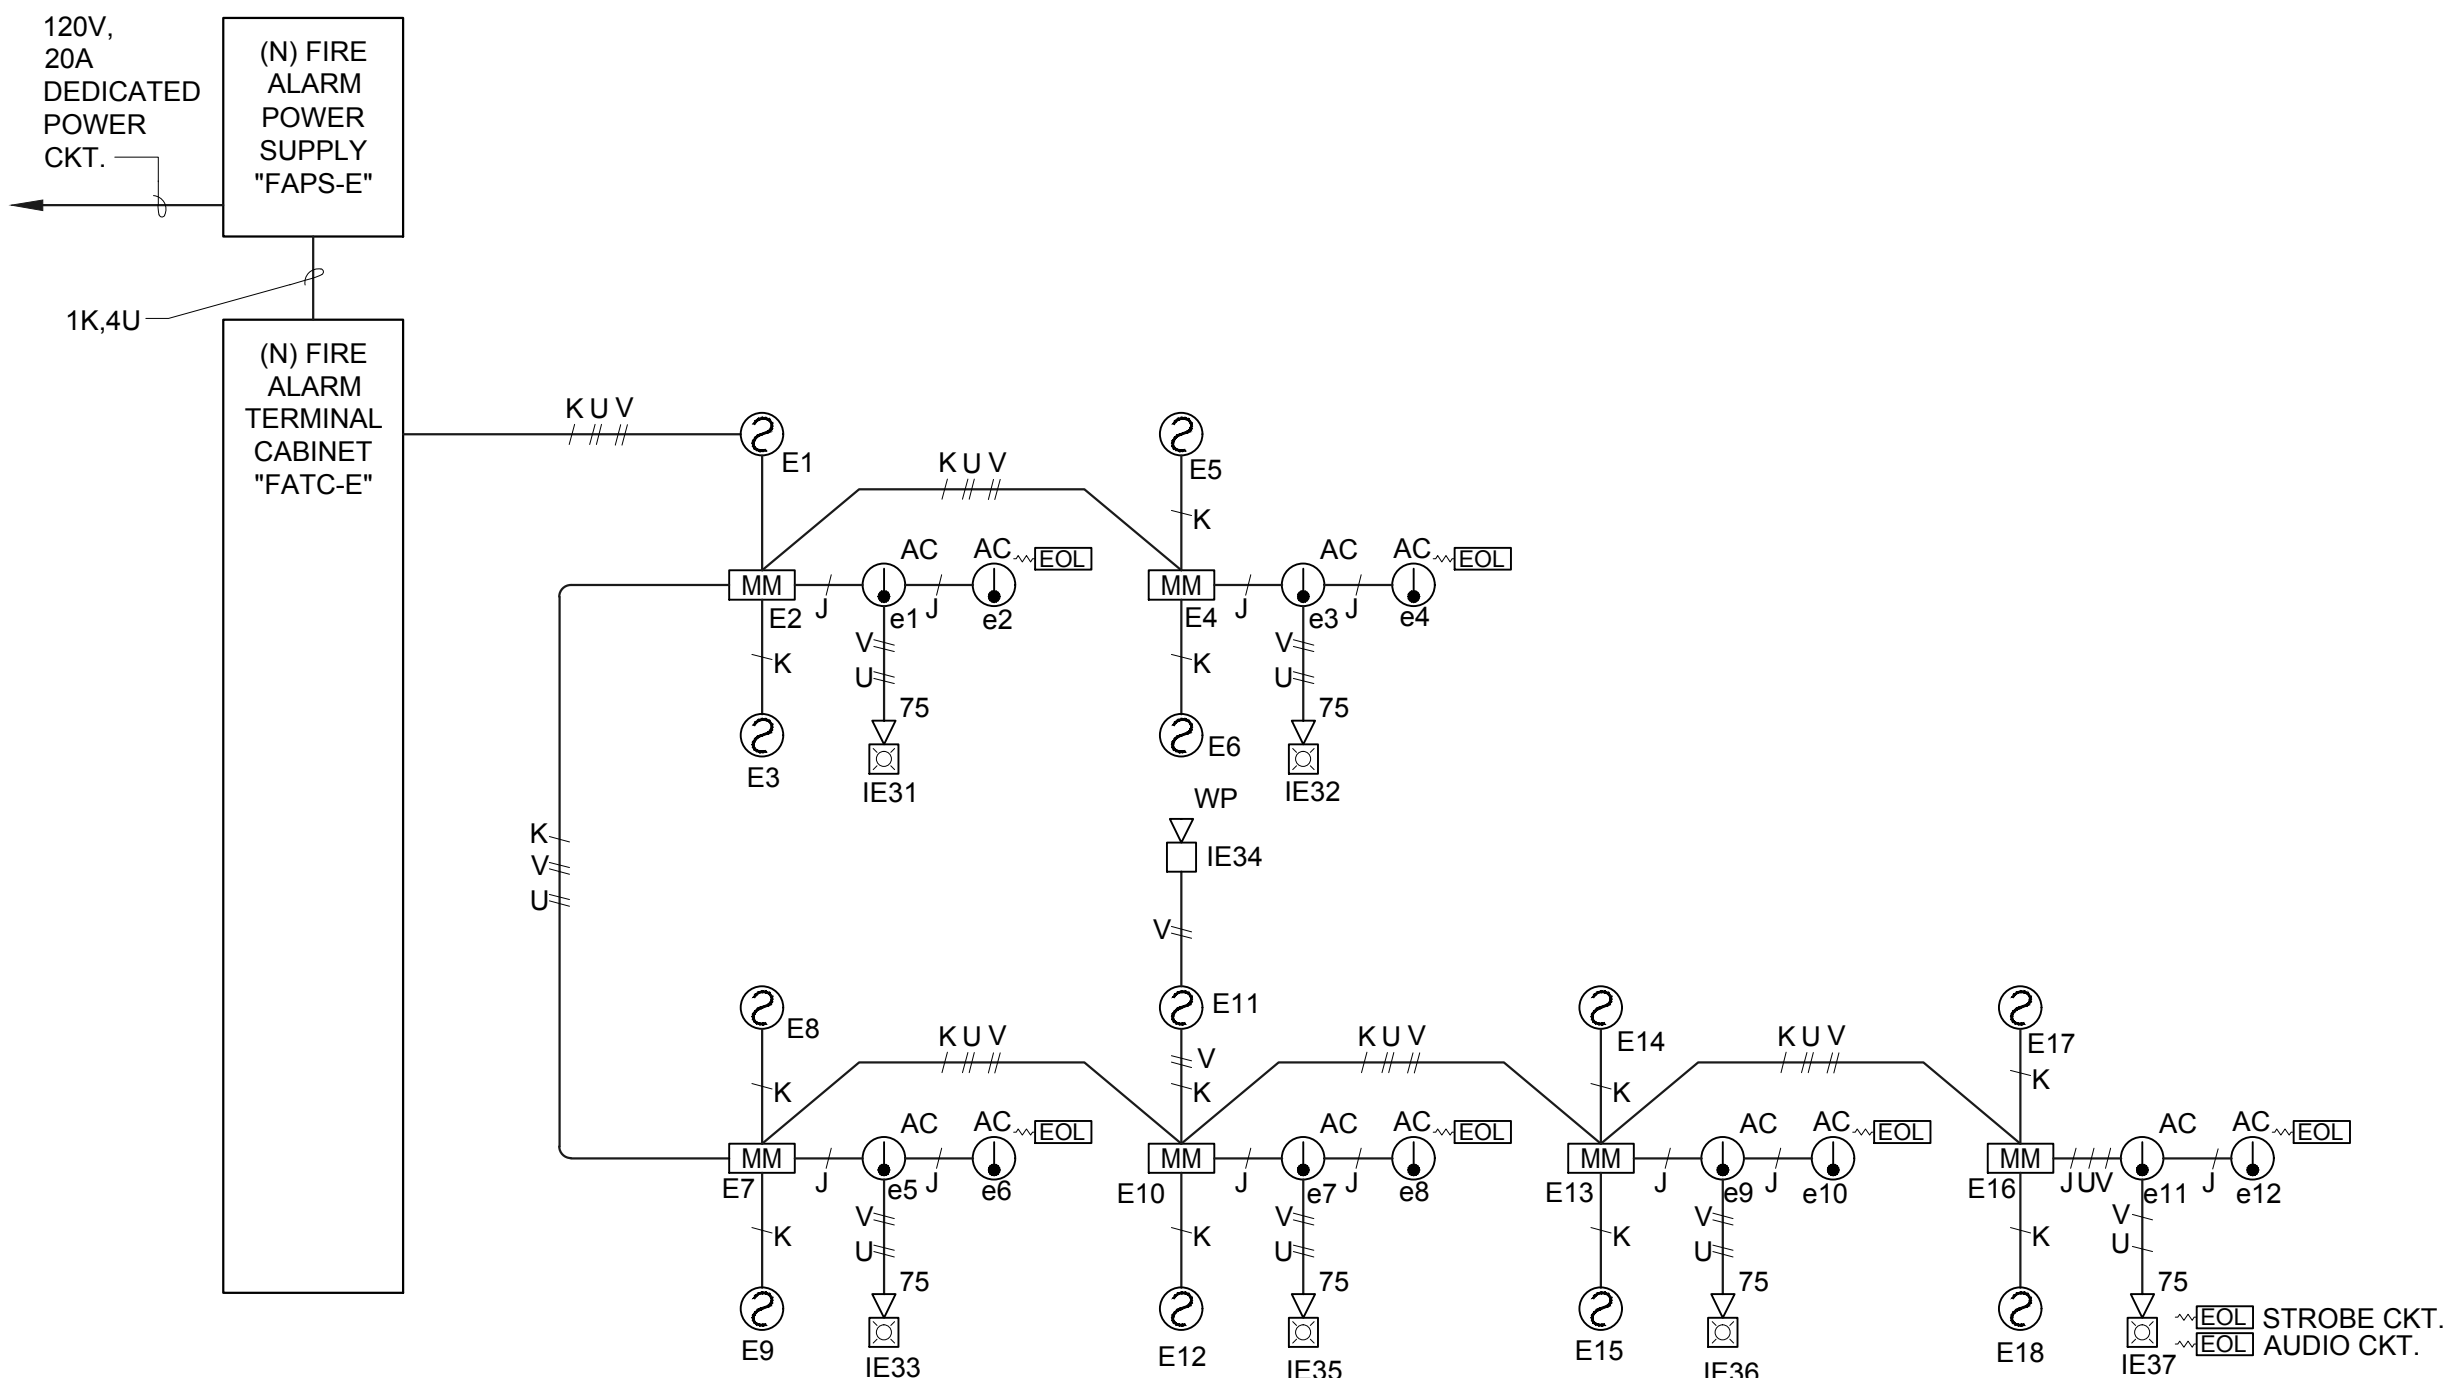 120V,
20A
DEDICATED
POWER
CKT.
(N) FIRE
ALARM
POWER
SUPPLY
"FAPS-E"
1K,4U
(N) FIRE
ALARM
TERMINAL
CABINET
"FATC-E"
K U V
E1
E5
K U V
K
AC
AC
EOL
AC
AC
EOL
MM
MM
E2
J
e1
J
e2
E4
J
e3
J
e4
K
V
U
K
V
U
75
75
E3
IE31
E6
IE32
WP
IE34
K
V
U
V
E8
E11
E14
E17
K U V
V
K U V
K U V
K
K
K
K
AC
AC
EOL
AC
AC
EOL
AC
AC
EOL
AC
AC
EOL
MM
MM
MM
MM
E7
J
e5
J
e6
E10
J
e7
J
e8
E13
J
e9
J
e10
E16
JUV
e11
J
e12
K
V
U
K
V
U
K
V
U
K
V
U
75
75
75
75
E9
IE33
E12
IE35
E15
IE36
E18
IE37
EOL STROBE CKT.
EOL AUDIO CKT.